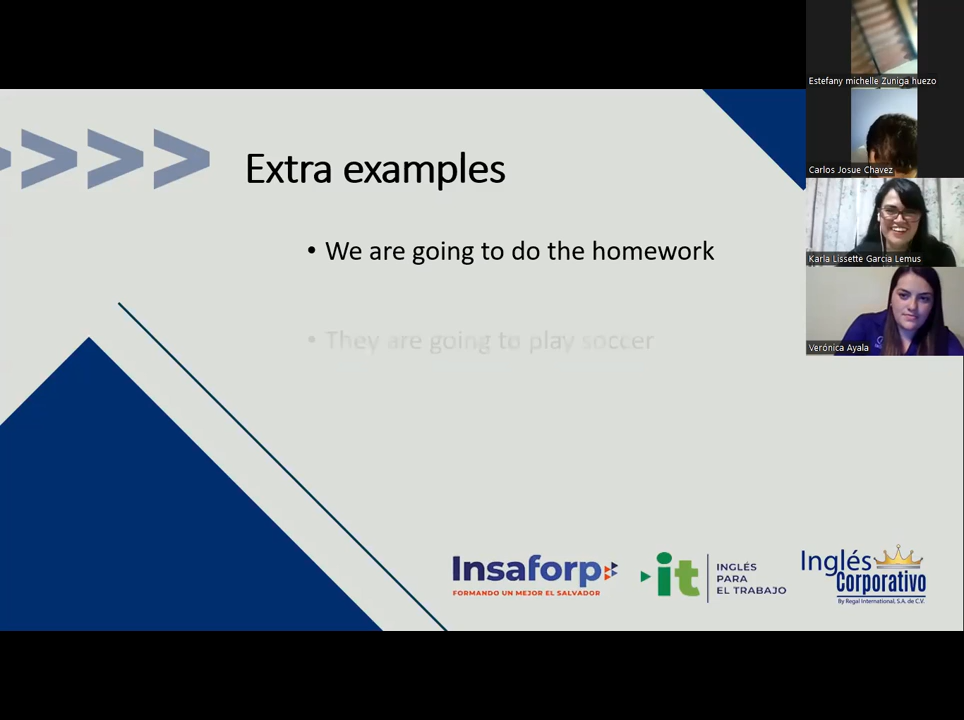 Extra examples
• We are going to do the homework
• They are going to play soccer
Insaforp
FORMANDO UN MEJOR EL SALVADOR
it
INGLÉS
PARA
EL TRABAJO
Inglés
Corporativo
By Regal International, S.A. de C.V.
Estefany michelle Zuniga huezo
Carlos Josue Chavez
Karla Lissette Garcia Lemus
Verónica Ayala